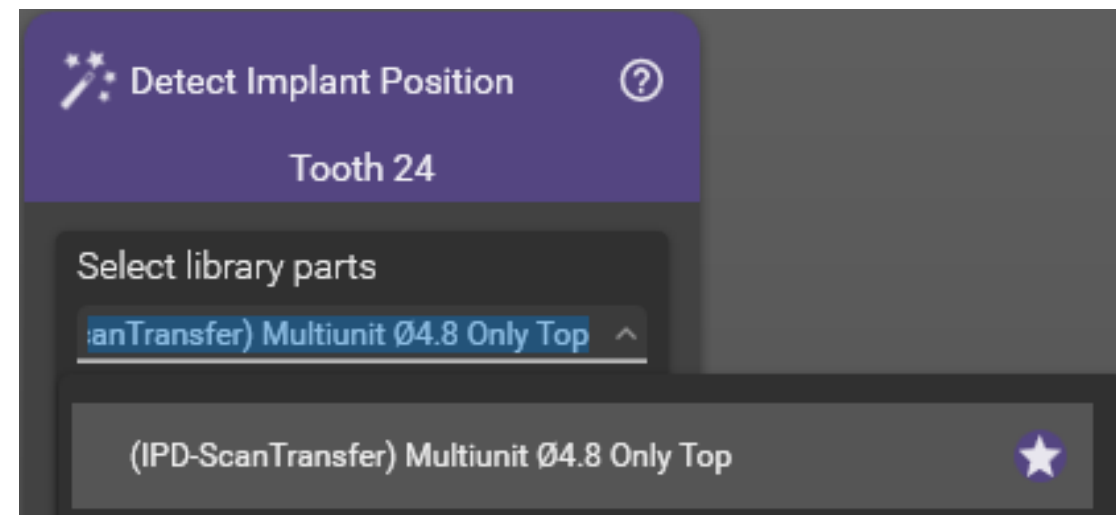 Detect Implant Position
Tooth 24
Select library parts
anTransfer) Multiunit Ø4.8 Only Top
(IPD-ScanTransfer) Multiunit Ø4.8 Only Top